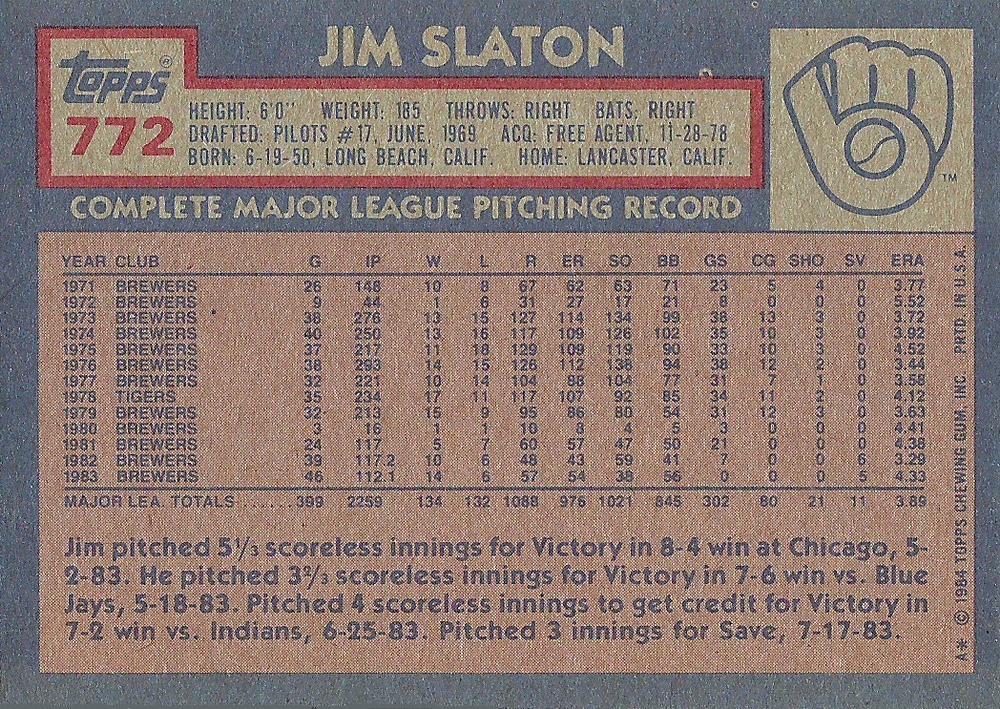 JIM SLATON
Topps®
772
HEIGHT: 6'0" WEIGHT: 185 THROWS: RIGHT BATS: RIGHT
DRAFTED: PILOTS #17, JUNE, 1969 ACQ: FREE AGENT, 11-28-78
BORN: 6-19-50, LONG BEACH, CALIF. HOME: LANCASTER, CALIF.
TM
COMPLETE MAJOR LEAGUE PITCHING RECORD
YEAR CLUB G IP W L R ER SO BB GS CG SHO SV ERA
1971 BREWERS 26 148 10 8 67 62 63 71 23 5 4 0 3.77
1972 BREWERS 9 44 1 6 31 27 17 21 8 0 0 0 5.52
1973 BREWERS 38 276 13 15 127 114 134 99 38 13 3 0 3.72
1974 BREWERS 40 250 13 16 117 109 126 102 35 10 3 0 3.92
1975 BREWERS 37 217 11 18 129 109 119 90 33 10 3 0 4.52
1976 BREWERS 38 293 14 15 126 112 138 94 38 12 2 0 3.44
1977 BREWERS 32 221 10 14 104 88 104 77 31 7 1 0 3.58
1978 TIGERS 35 234 17 11 117 107 92 85 34 11 2 0 4.12
1979 BREWERS 32 213 15 9 95 86 80 54 31 12 3 0 3.63
1980 BREWERS 3 16 1 1 10 8 4 5 3 0 0 0 4.41
1981 BREWERS 24 117 5 7 60 57 47 50 21 0 0 0 4.38
1982 BREWERS 39 117.2 10 6 48 43 59 41 7 0 0 6 3.29
1983 BREWERS 46 112.1 14 6 57 54 38 56 0 0 0 5 4.33
MAJOR LEA. TOTALS ......399 2259 134 132 1088 976 1021 845 302 80 21 11 3.89
Jim pitched 5⅓ scoreless innings for Victory in 8-4 win at Chicago, 5-
2-83. He pitched 3⅔ scoreless innings for Victory in 7-6 win vs. Blue
Jays, 5-18-83. Pitched 4 scoreless innings to get credit for Victory in
7-2 win vs. Indians, 6-25-83. Pitched 3 innings for Save, 7-17-83.
A* © 1984 TOPPS CHEWING GUM, INC. PRTD. IN U.S.A.